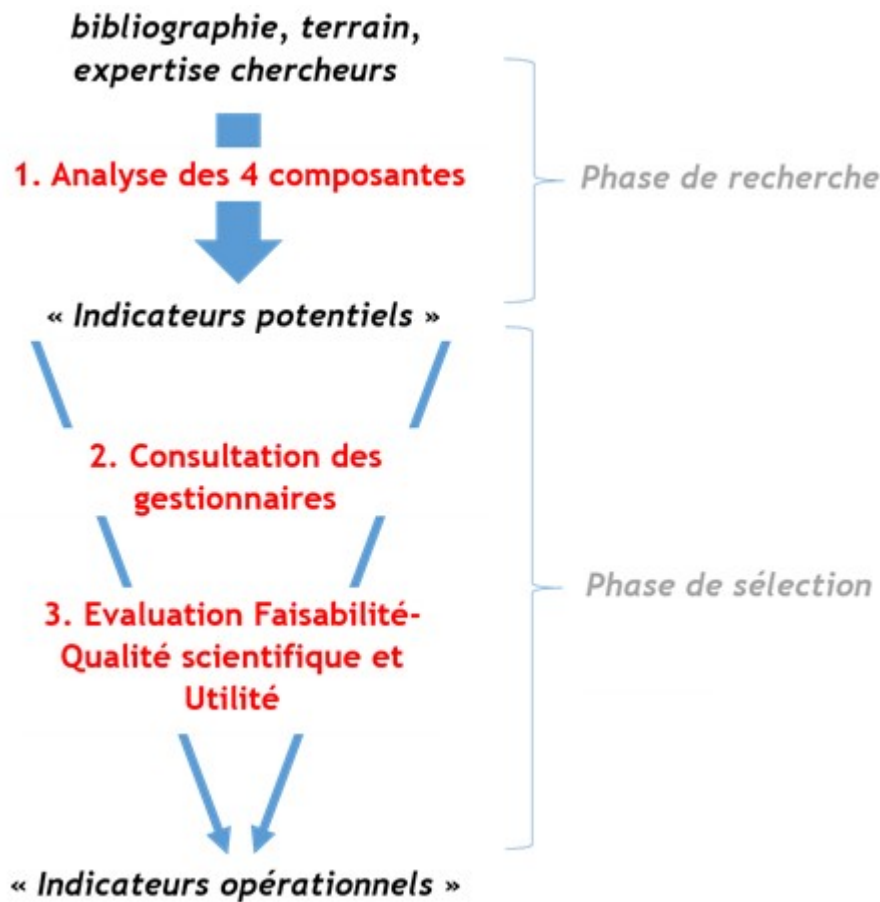 bibliographie, terrain,
expertise chercheurs
1. Analyse des 4 composantes
Phase de recherche
« Indicateurs potentiels »
2. Consultation des
gestionnaires
Phase de sélection
3. Evaluation Faisabilité-
Qualité scientifique et
Utilité
« Indicateurs opérationnels »